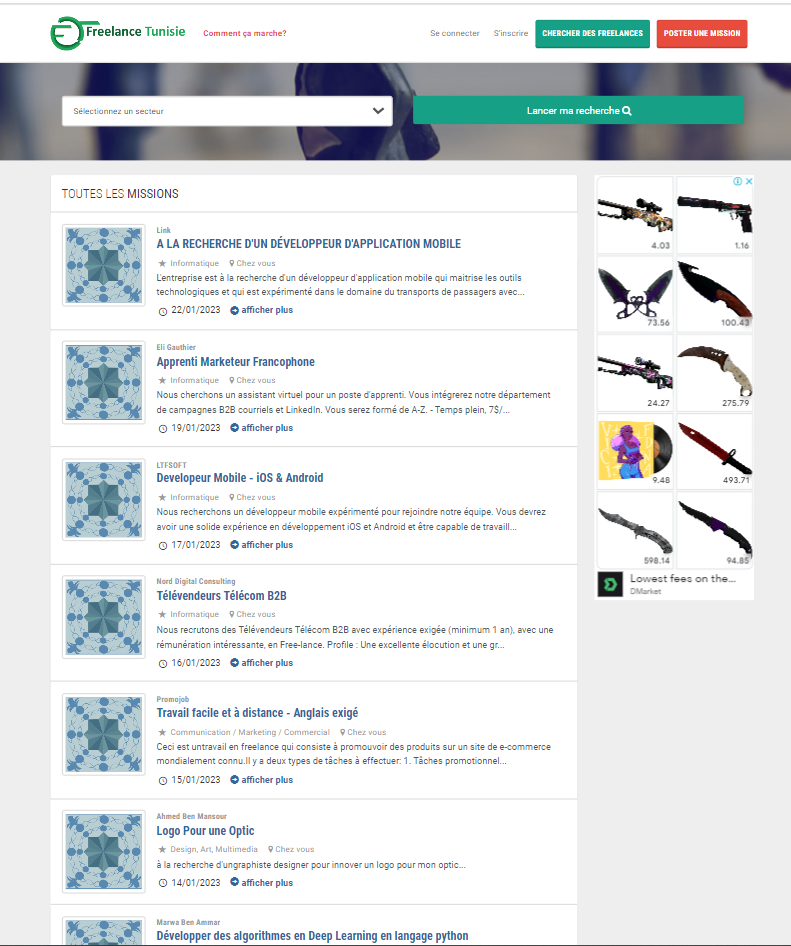 Freelance Tunisie
Comment ça marche?
Se connecter
S'inscrire
CHERCHER DES FREELANCES
POSTER UNE MISSION
Sélectionnez un secteur
Lancer ma recherche
TOUTES LES MISSIONS
Link
A LA RECHERCHE D'UN DÉVELOPPEUR D'APPLICATION MOBILE
Informatique Chez vous
L'entreprise est à la recherche d'un développeur d'application mobile qui maitrise les outils
technologiques et qui est expérimenté dans le domaine du transports de passagers avec...
22/01/2023 afficher plus
Eli Gauthier
Apprenti Marketeur Francophone
Informatique Chez vous
Nous cherchons un assistant virtuel pour un poste d'apprenti. Vous intégrerez notre département
de campagnes B2B courriels et LinkedIn. Vous serez formé de A-Z. - Temps plein, 7$/...
19/01/2023 afficher plus
LTFSOFT
Developeur Mobile - iOS & Android
Informatique Chez vous
Nous recherchons un développeur mobile expérimenté pour rejoindre notre équipe. Vous devrez
avoir une solide expérience en développement iOS et Android et être capable de travaill...
17/01/2023 afficher plus
Nord Digital Consulting
Télévendeurs Télécom B2B
Informatique Chez vous
Nous recrutons des Télévendeurs Télécom B2B avec expérience exigée (minimum 1 an), avec une
rémunération intéressante, en Free-lance. Profile : Une excellente élocution et une gr...
16/01/2023 afficher plus
Promojob
Travail facile et à distance - Anglais exigé
Communication / Marketing / Commercial Chez vous
Ceci est untravail en freelance qui consiste à promouvoir des produits sur un site de e-commerce
mondialement connu.Il y a deux types de tâches à effectuer: 1. Tâches promotionnel...
15/01/2023 afficher plus
Ahmed Ben Mansour
Logo Pour une Optic
Design, Art, Multimedia Chez vous
à la recherche d'ungraphiste designer pour innover un logo pour mon optic...
14/01/2023 afficher plus
Marwa Ben Ammar
Développer des algorithmes en Deep Learning en langage python
4.03 1.16
73.56 100.43
24.27 275.79
9.48 493.71
598.14 94.85
Lowest fees on the...
DMarket